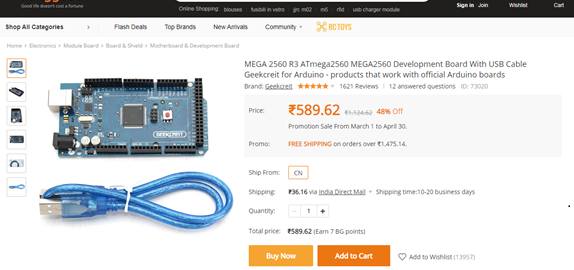 Good life doesn't cost a fortune
Online Shopping: blouses fusibili in vetro jjrc m02 m5 rfid usb charger module
Sign in Join Wishlist Cart
Shop All Categories Flash Deals Top Brands New Arrivals Community RC TOYS
Home > Electronics > Module Board > Board & Shield > Motherboard & Development Board
MEGA 2560 R3 ATmega2560 MEGA2560 Development Board With USB Cable
Geekcreit for Arduino - products that work with official Arduino boards
Brand: Geekcreit 1621 Reviews 12 answered questions ID: 73020
Price: ₹589.62 ₹1,124.62 48% Off
Promotion Sale From March 1 to April 30.
Promo: FREE SHIPPING on orders over ₹1,475.14.
GEEKCREIT
Ship From: CN
Shipping: ₹36.16 via India Direct Mail Shipping time:10-20 business days
Quantity: - 1 +
Total price: ₹589.62 (Earn 7 BG points)
Buy Now Add to Cart Add to Wishlist (13957)